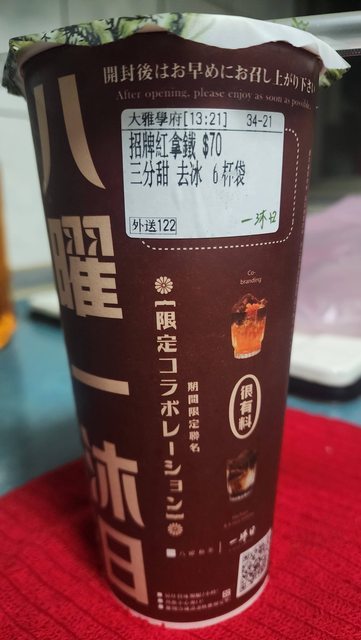 開封後はお早めにお召し上がり下さい
After opening, please enjoy as soon as possible.
大雅學府[13:21] 34-21
招牌紅拿鐵 $70
三分甜 去冰 6杯袋
外送122
一沐日
八曜一沐日
【限定コラボレーション】
期間限定聯名
Co-
branding
很有料
一沐日